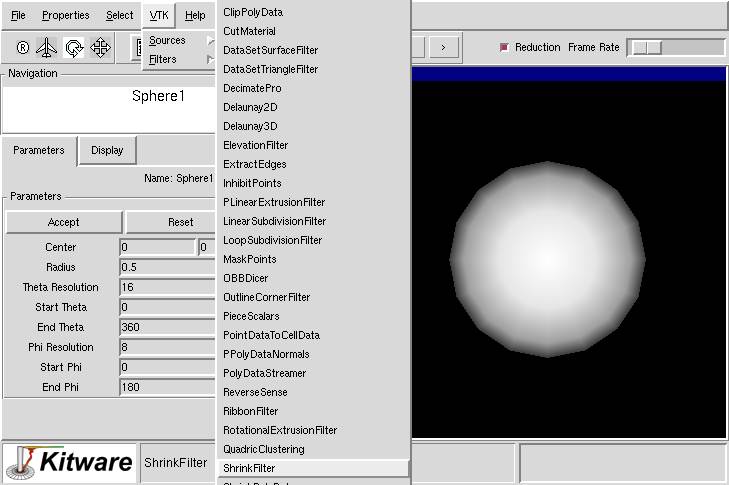 File Properties Select VTK Help
Sources
Filters
ClipPolyData
CutMaterial
DataSetSurfaceFilter
DataSetTriangleFilter
DecimatePro
Delaunay2D
Delaunay3D
ElevationFilter
ExtractEdges
InhibitPoints
PLinearExtrusionFilter
LinearSubdivisionFilter
LoopSubdivisionFilter
MaskPoints
OBBDicer
OutlineCornerFilter
PieceScalars
PointDataToCellData
PPolyDataNormals
PolyDataStreamer
ReverseSense
RibbonFilter
RotationalExtrusionFilter
QuadricClustering
ShrinkFilter
R
> Reduction Frame Rate
Navigation
Sphere1
Parameters Display
Name: Sphere1
Parameters
Accept Reset
Center 0 0
Radius 0.5
Theta Resolution 16
Start Theta 0
End Theta 360
Phi Resolution 8
Start Phi 0
End Phi 180
Kitware ShrinkFilter